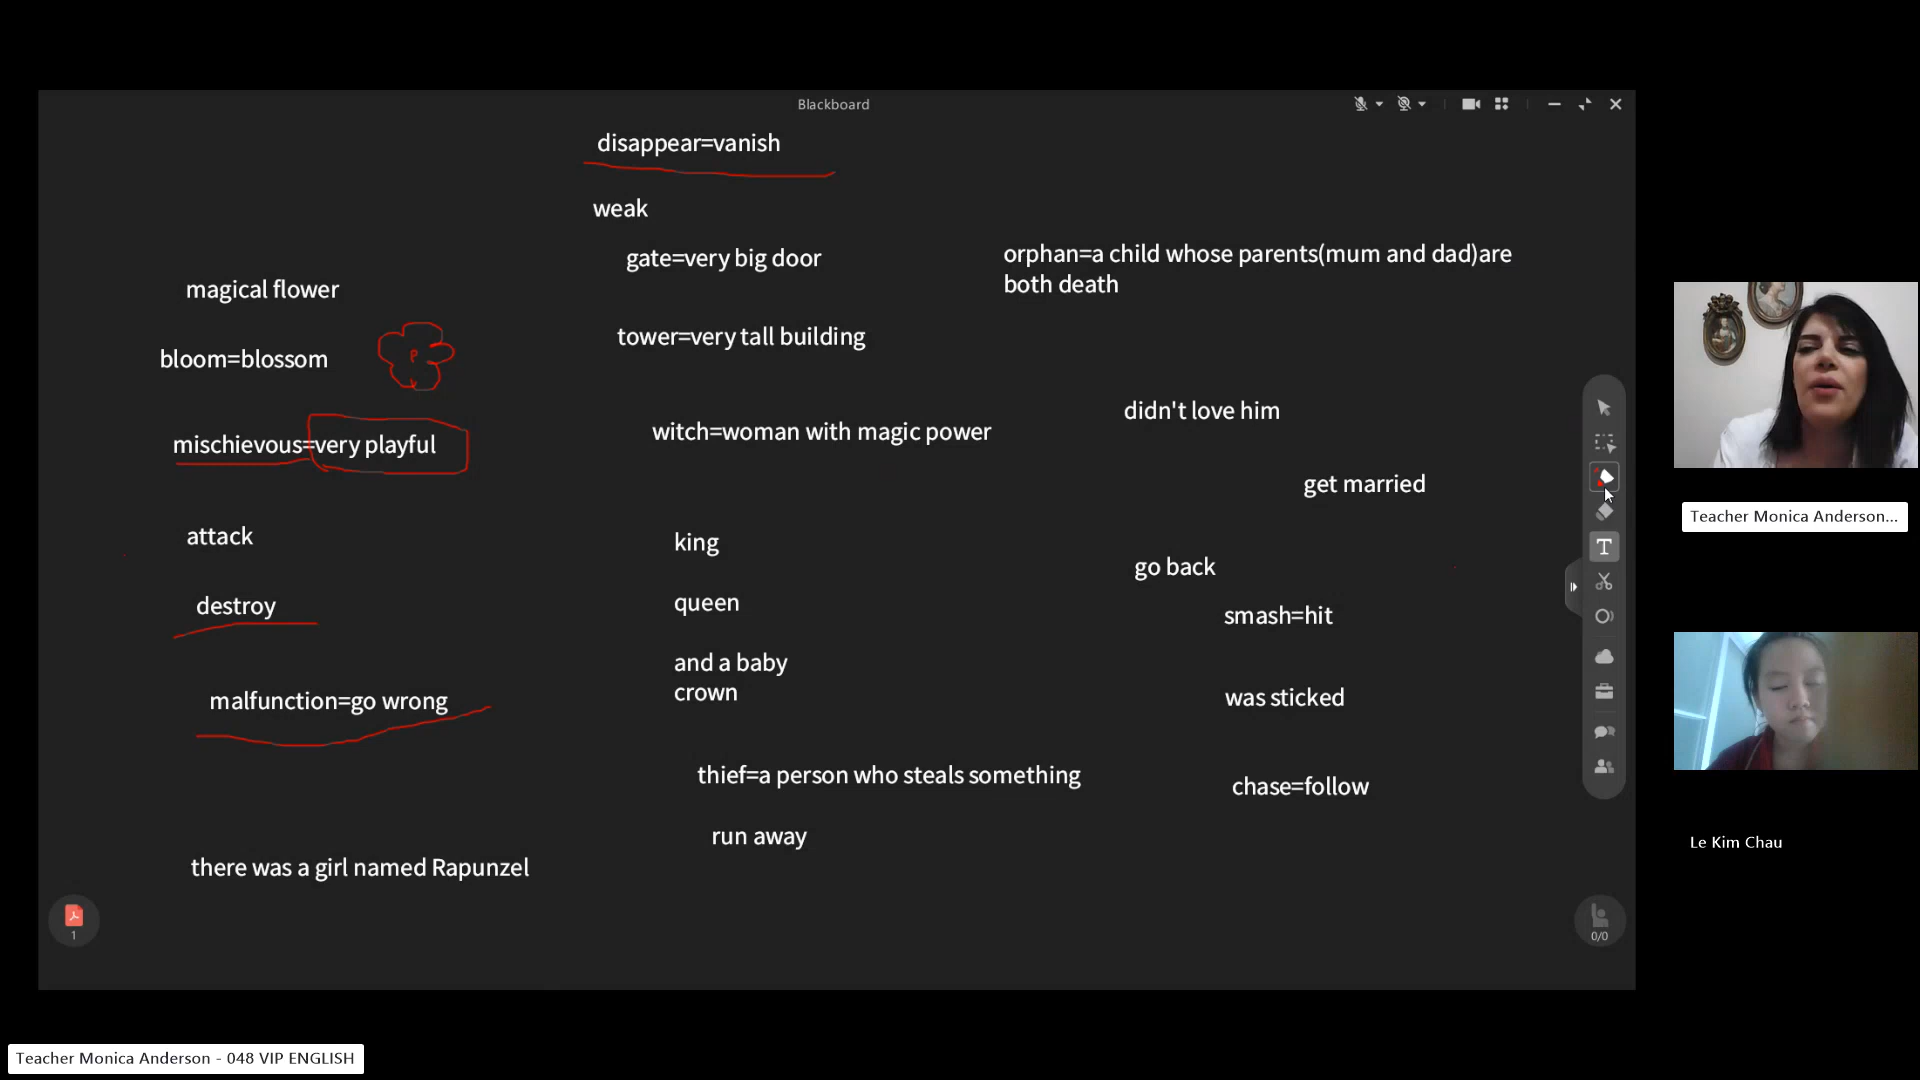 Blackboard
disappear=vanish
weak
gate=very big door
orphan=a child whose parents(mum and dad)are
both death
magical flower
tower=very tall building
bloom=blossom
didn't love him
mischievous=very playful
witch=woman with magic power
get married
attack
king
go back
destroy
queen
smash=hit
and a baby
crown
malfunction=go wrong
was sticked
thief=a person who steals something
chase=follow
run away
there was a girl named Rapunzel
1
0/0
Teacher Monica Anderson...
Le Kim Chau
Teacher Monica Anderson - 048 VIP ENGLISH